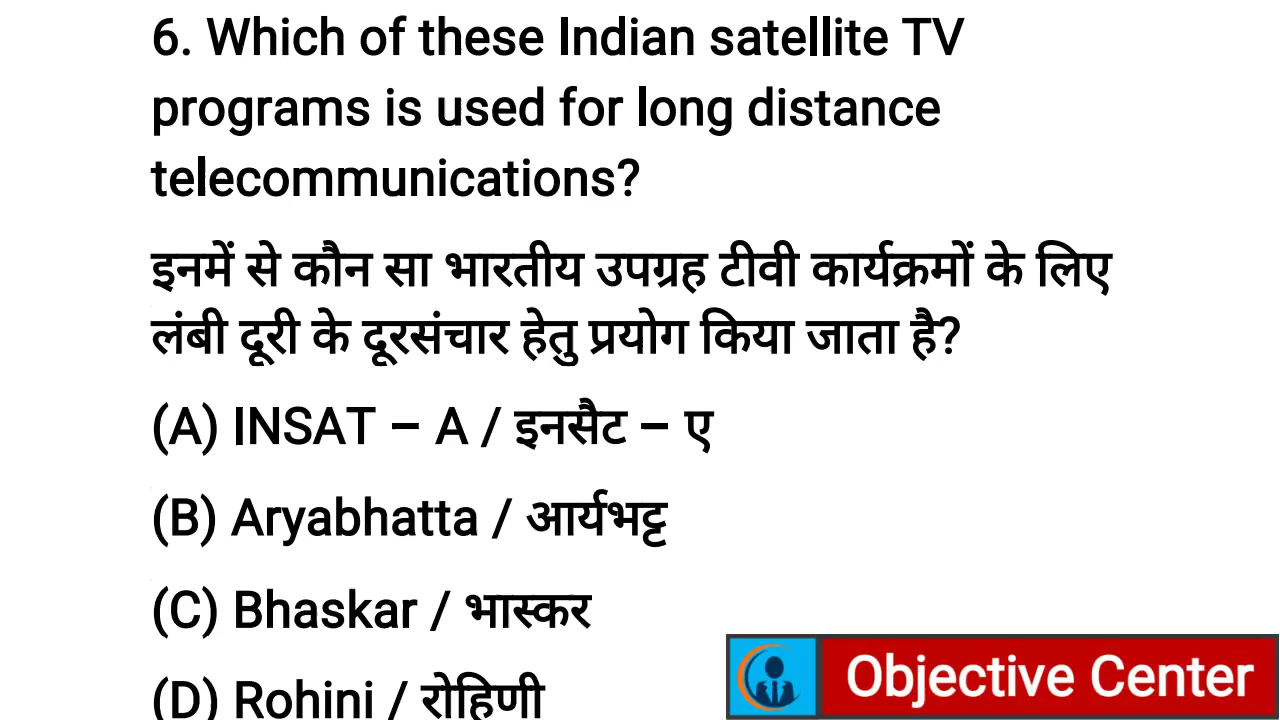 6. Which of these Indian satellite TV
programs is used for long distance
telecommunications?
इनमें से कौन सा भारतीय उपग्रह टीवी कार्यक्रमों के लिए
लंबी दूरी के दूरसंचार हेतु प्रयोग किया जाता है?
(A) INSAT – A / इनसैट – ए
(B) Aryabhatta / आर्यभट्ट
(C) Bhaskar / भास्कर
(D) Rohini / रोहिणी
Objective Center